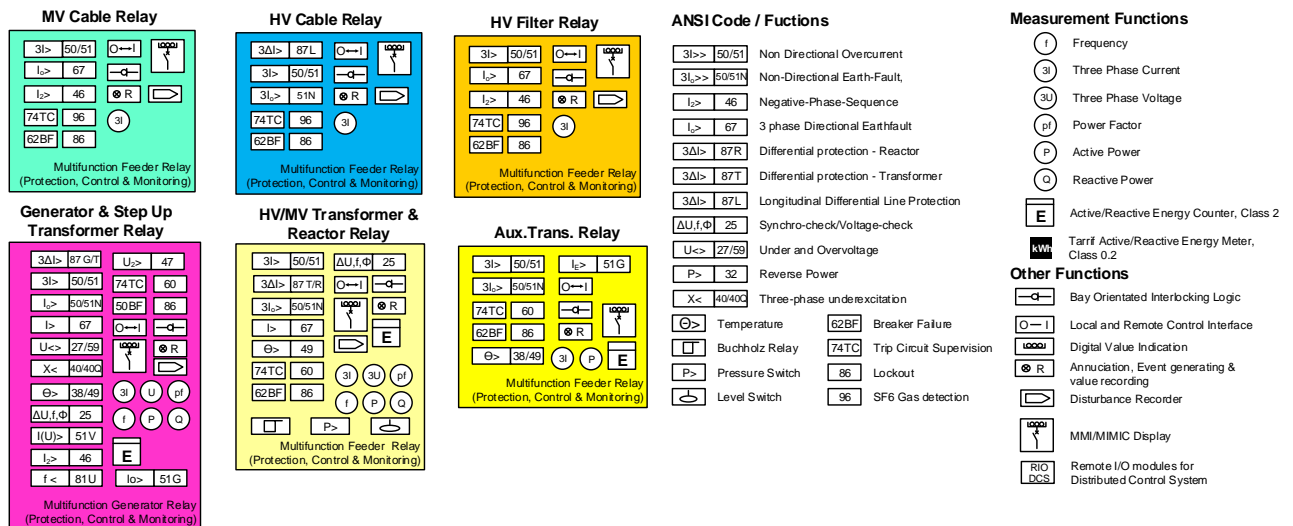 MV Cable Relay
3I> 50/51
I₀> 67
I₂> 46
R
74TC 96
3I
62BF 86
Multifunction Feeder Relay
(Protection, Control & Monitoring)
HV Cable Relay
3ΔI> 87L
3I> 50/51
3I₀> 51N
R
74TC 96
3I
62BF 86
Multifunction Feeder Relay
(Protection, Control & Monitoring)
HV Filter Relay
3I> 50/51
I₀> 67
I₂> 46
R
74TC 96
3I
62BF 86
Multifunction Feeder Relay
(Protection, Control & Monitoring)
Generator & Step Up
Transformer Relay
3ΔI> 87 G/T U₂> 47
3I> 50/51 74TC 60
I₀> 50/51N 50BF 86
I> 67
U<> 27/59 R
X< 40/40Q
Θ> 38/49 3I U pf
ΔU,f,Φ 25 f P Q
I(U)> 51V
I₂> 46 E
f < 81U Io> 51G
Multifunction Generator Relay
(Protection, Control & Monitoring)
HV/MV Transformer &
Reactor Relay
3I> 50/51 ΔU,f,Φ 25
3ΔI> 87 T/R
3I₀> 50/51N R
I> 67 E
Θ> 49
74TC 60 3I 3U pf
62BF 86 f P Q
P>
Multifunction Feeder Relay
(Protection, Control & Monitoring)
Aux.Trans. Relay
3I> 50/51 I_E> 51G
3I₀> 50/51N
74TC 60
62BF 86 R
Θ> 38/49 3I P E
Multifunction Feeder Relay
(Protection, Control & Monitoring)
ANSI Code / Fuctions
3I>> 50/51 Non Directional Overcurrent
3I₀>> 50/51N Non-Directional Earth-Fault,
I₂> 46 Negative-Phase-Sequence
I₀> 67 3 phase Directional Earthfault
3ΔI> 87R Differential protection - Reactor
3ΔI> 87T Differential protection - Transformer
3ΔI> 87L Longitudinal Differential Line Protection
ΔU,f,Φ 25 Synchro-check/Voltage-check
U<> 27/59 Under and Overvoltage
P> 32 Reverse Power
X< 40/40Q Three-phase underexcitation
Θ> Temperature 62BF Breaker Failure
Buchholz Relay 74TC Trip Circuit Supervision
P> Pressure Switch 86 Lockout
Level Switch 96 SF6 Gas detection
Measurement Functions
f Frequency
3I Three Phase Current
3U Three Phase Voltage
pf Power Factor
P Active Power
Q Reactive Power
E Active/Reactive Energy Counter, Class 2
kWh Tarrif Active/Reactive Energy Meter,
Class 0.2
Other Functions
Bay Orientated Interlocking Logic
Local and Remote Control Interface
Digital Value Indication
R Annuciation, Event generating &
value recording
Disturbance Recorder
MMI/MIMIC Display
RIO Remote I/O modules for
DCS Distributed Control System